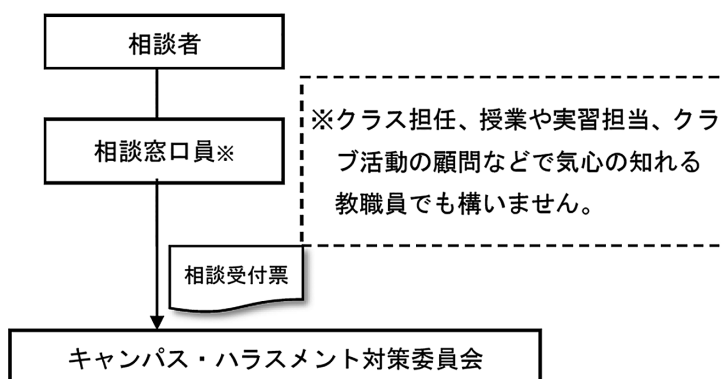 相談者
相談窓口員※
※クラス担任、授業や実習担当、クラ
ブ活動の顧問などで気心の知れる
教職員でも構いません。
相談受付票
キャンパス・ハラスメント対策委員会